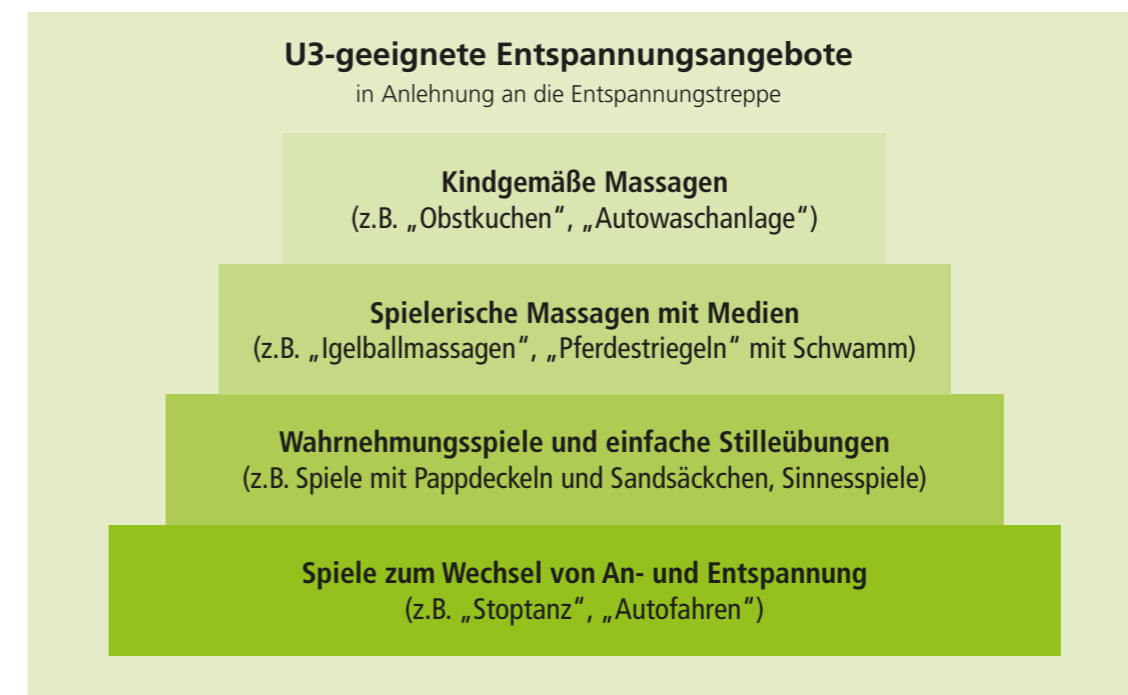 U3-geeignete Entspannungsangebote
in Anlehnung an die Entspannungstreppe
Kindgemäße Massagen
(z.B. „Obstkuchen“, „Autowaschanlage“)
Spielerische Massagen mit Medien
(z.B. „Igelballmassagen“, „Pferdestriegeln“ mit Schwamm)
Wahrnehmungsspiele und einfache Stilleübungen
(z.B. Spiele mit Pappdeckeln und Sandsäckchen, Sinnesspiele)
Spiele zum Wechsel von An- und Entspannung
(z.B. „Stoptanz“, „Autofahren“)